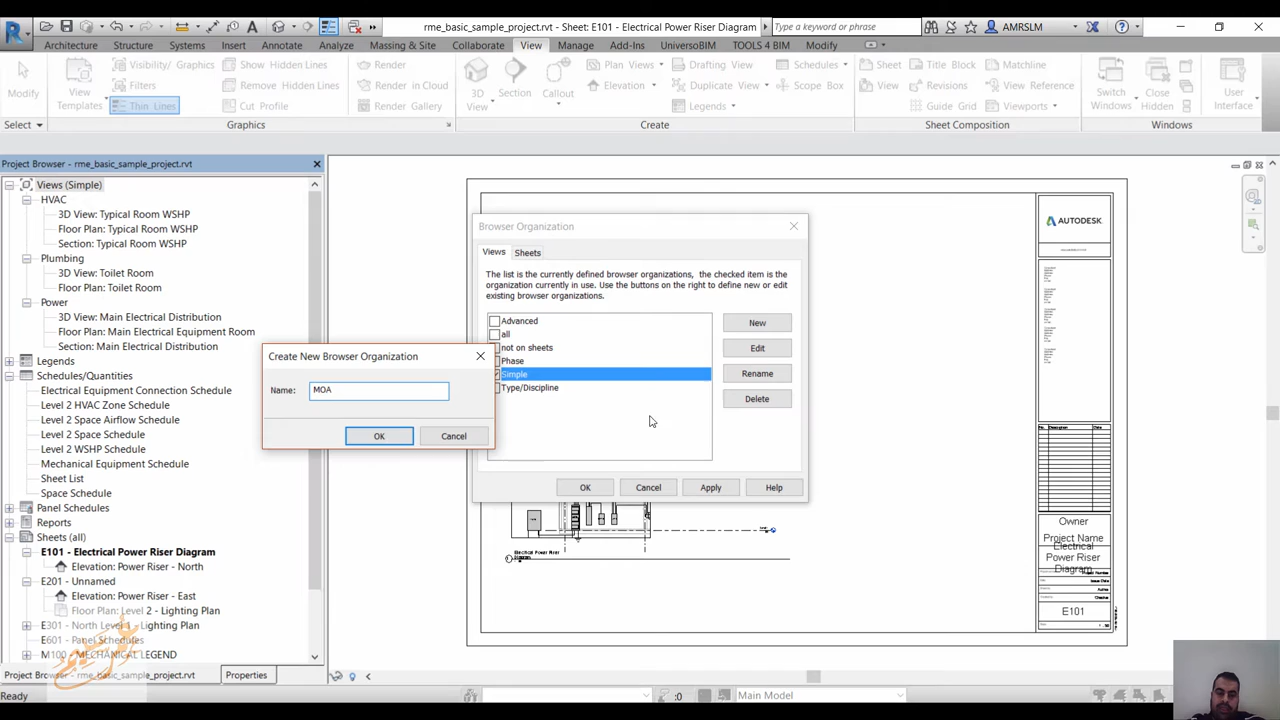 rme_basic_sample_project.rvt - Sheet: E101 - Electrical Power Riser Diagram
Type a keyword or phrase
AMRSLM
Architecture Structure Systems Insert Annotate Analyze Massing & Site Collaborate View Manage Add-Ins UniversoBIM TOOLS 4 BIM Modify
Modify
View Templates
Visibility/ Graphics
Filters
Thin Lines
Show Hidden Lines
Remove Hidden Lines
Cut Profile
Render
Render in Cloud
Render Gallery
3D View
Section
Callout
Plan Views
Elevation
Drafting View
Duplicate View
Legends
Schedules
Scope Box
Sheet
View
Title Block
Revisions
Guide Grid
Matchline
View Reference
Viewports
Switch Windows
Close Hidden
User Interface
Select
Graphics
Create
Sheet Composition
Windows
Project Browser - rme_basic_sample_project.rvt
Views (Simple)
HVAC
3D View: Typical Room WSHP
Floor Plan: Typical Room WSHP
Section: Typical Room WSHP
Plumbing
3D View: Toilet Room
Floor Plan: Toilet Room
Power
3D View: Main Electrical Distribution
Floor Plan: Main Electrical Equipment Room
Section: Main Electrical Distribution
Legends
Schedules/Quantities
Electrical Equipment Connection Schedule
Level 2 HVAC Zone Schedule
Level 2 Space Airflow Schedule
Level 2 Space Schedule
Level 2 WSHP Schedule
Mechanical Equipment Schedule
Sheet List
Space Schedule
Panel Schedules
Reports
Sheets (all)
E101 - Electrical Power Riser Diagram
Elevation: Power Riser - North
E201 - Unnamed
Elevation: Power Riser - East
Floor Plan: Level 2 - Lighting Plan
E301 - North Level 1 - Lighting Plan
E601 - Panel Schedules
M100 - MECHANICAL LEGEND
Project Browser - rme_basic_sample_project.rvt
Properties
Ready
:0
Main Model
Browser Organization
Views
Sheets
The list is the currently defined browser organizations, the checked item is the
organization currently in use. Use the buttons on the right to define new or edit
existing browser organizations.
Advanced
all
not on sheets
Phase
Simple
Type/Discipline
New
Edit
Rename
Delete
OK
Cancel
Apply
Help
Create New Browser Organization
Name:
MOA
OK
Cancel
Electrical Power Riser
Diagram
AUTODESK
Owner
Project Name
Electrical
Power Riser
Diagram
E101